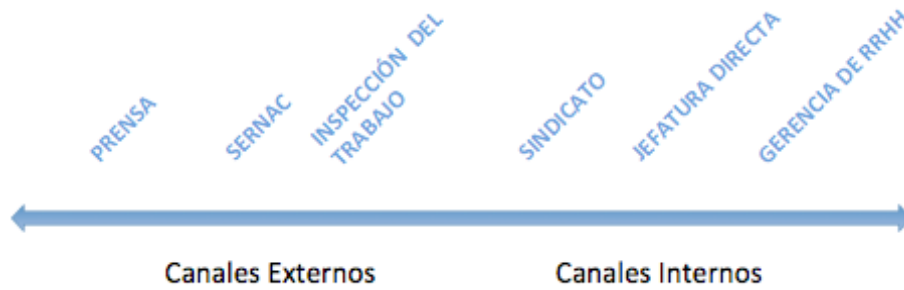 PRENSA
SERNAC
INSPECCIÓN DEL
TRABAJO
SINDICATO
JEFATURA DIRECTA
GERENCIA DE RRHH
Canales Externos
Canales Internos